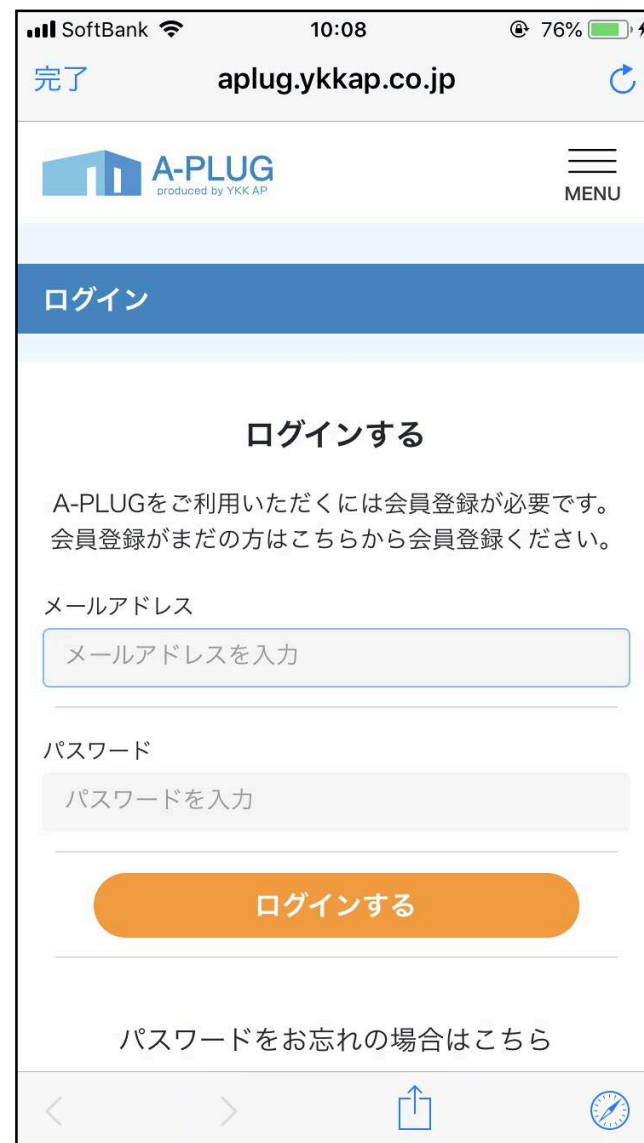 SoftBank 10:08 76%
完了 aplug.ykkap.co.jp
A-PLUG
produced by YKK AP
MENU
ログイン
ログインする
A-PLUGをご利用いただくには会員登録が必要です。
会員登録がまだの方はこちらから会員登録ください。
メールアドレス
メールアドレスを入力
パスワード
パスワードを入力
ログインする
パスワードをお忘れの場合はこちら